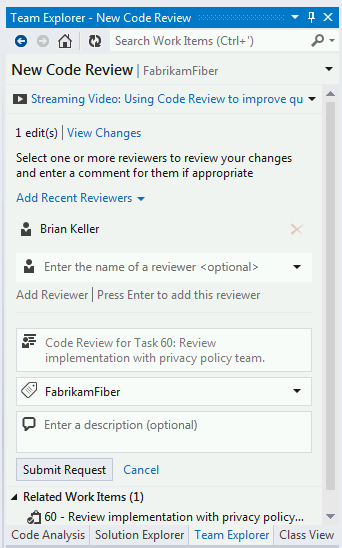 Team Explorer - New Code Review
Search Work Items (Ctrl+')
New Code Review | FabrikamFiber
Streaming Video: Using Code Review to improve qu
1 edit(s) | View Changes
Select one or more reviewers to review your changes
and enter a comment for them if appropriate
Add Recent Reviewers
Brian Keller
Enter the name of a reviewer <optional>
Add Reviewer | Press Enter to add this reviewer
Code Review for Task 60: Review
implementation with privacy policy team.
FabrikamFiber
Enter a description (optional)
Submit Request Cancel
Related Work Items (1)
60 - Review implementation with privacy policy...
Code Analysis Solution Explorer Team Explorer Class View